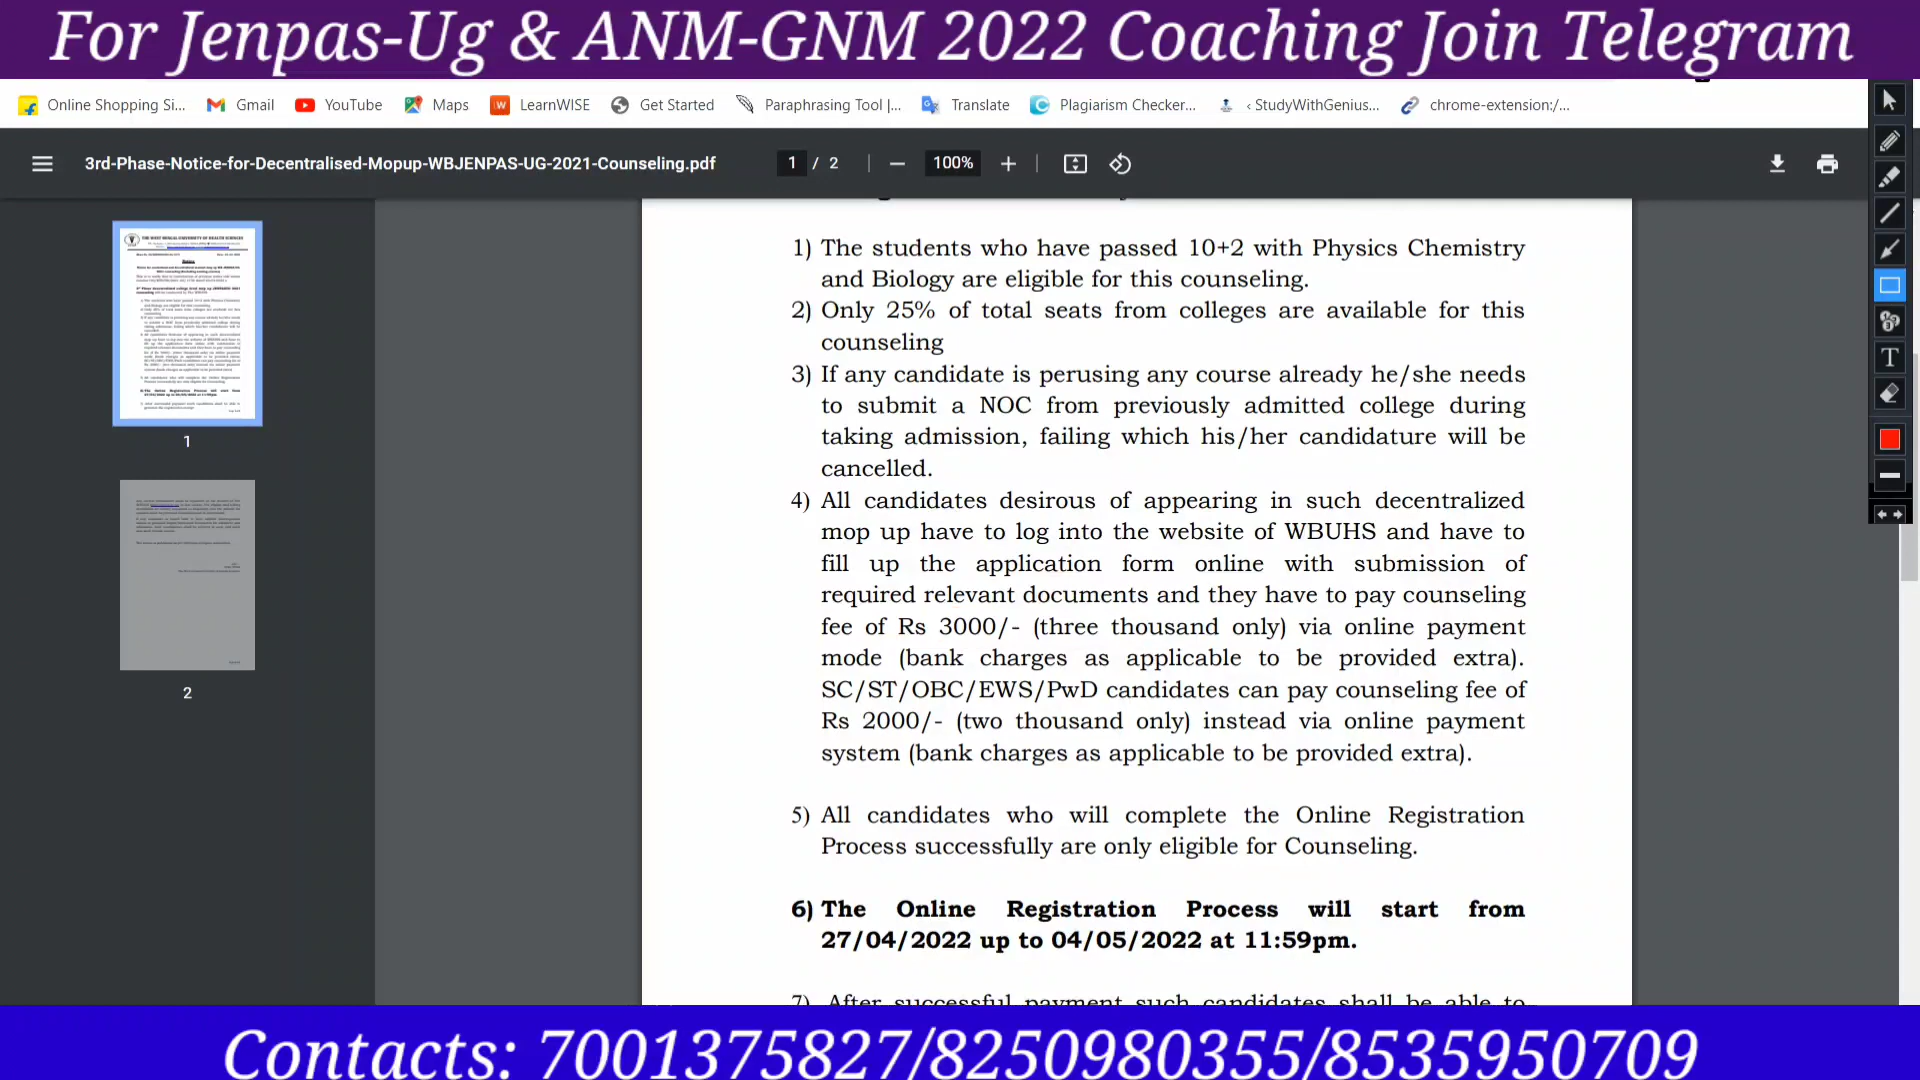 For Jenpas-Ug & ANM-GNM 2022 Coaching Join Telegram
Online Shopping Si... Gmail YouTube Maps LearnWISE Get Started Paraphrasing Tool |... Translate Plagiarism Checker... ‹ StudyWithGenius... chrome-extension:/...
3rd-Phase-Notice-for-Decentralised-Mopup-WBJENPAS-UG-2021-Counseling.pdf 1 / 2 100%
1) The students who have passed 10+2 with Physics Chemistry
and Biology are eligible for this counseling.
2) Only 25% of total seats from colleges are available for this
counseling
3) If any candidate is perusing any course already he/she needs
to submit a NOC from previously admitted college during
taking admission, failing which his/her candidature will be
cancelled.
4) All candidates desirous of appearing in such decentralized
mop up have to log into the website of WBUHS and have to
fill up the application form online with submission of
required relevant documents and they have to pay counseling
fee of Rs 3000/- (three thousand only) via online payment
mode (bank charges as applicable to be provided extra).
SC/ST/OBC/EWS/PwD candidates can pay counseling fee of
Rs 2000/- (two thousand only) instead via online payment
system (bank charges as applicable to be provided extra).
5) All candidates who will complete the Online Registration
Process successfully are only eligible for Counseling.
6) The Online Registration Process will start from
27/04/2022 up to 04/05/2022 at 11:59pm.
7) After successful payment such candidates shall be able to
1
2
Contacts: 7001375827/8250980355/8535950709